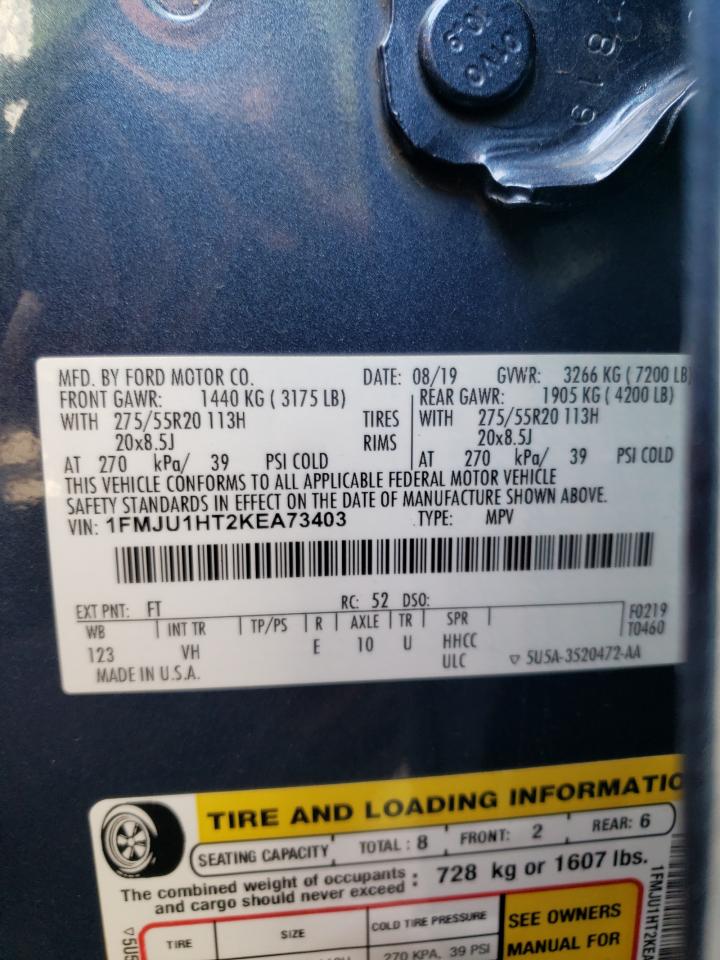 10.9
OTVO
819
MFD. BY FORD MOTOR CO. DATE: 08/19 GVWR: 3266 KG ( 7200 LB)
FRONT GAWR: 1440 KG ( 3175 LB) REAR GAWR: 1905 KG ( 4200 LB)
WITH 275/55R20 113H TIRES WITH 275/55R20 113H
20x8.5J RIMS 20x8.5J
AT 270 kPa/ 39 PSI COLD AT 270 kPa/ 39 PSI COLD
THIS VEHICLE CONFORMS TO ALL APPLICABLE FEDERAL MOTOR VEHICLE
SAFETY STANDARDS IN EFFECT ON THE DATE OF MANUFACTURE SHOWN ABOVE.
VIN: 1FMJU1HT2KEA73403 TYPE: MPV
EXT PNT: FT RC: 52 DSO: F0219
WB INT TR TP/PS R AXLE TR SPR T0460
123 VH E 10 U HHCC
ULC ▽ 5U5A-3520472-AA
MADE IN U.S.A.
TIRE AND LOADING INFORMATIO
SEATING CAPACITY TOTAL : 8 FRONT: 2 REAR: 6
The combined weight of occupants : 728 kg or 1607 lbs.
and cargo should never exceed
TIRE SIZE COLD TIRE PRESSURE SEE OWNERS
270 KPA, 39 PSI MANUAL FOR
▽5U5
1FMJU1HT2KEA